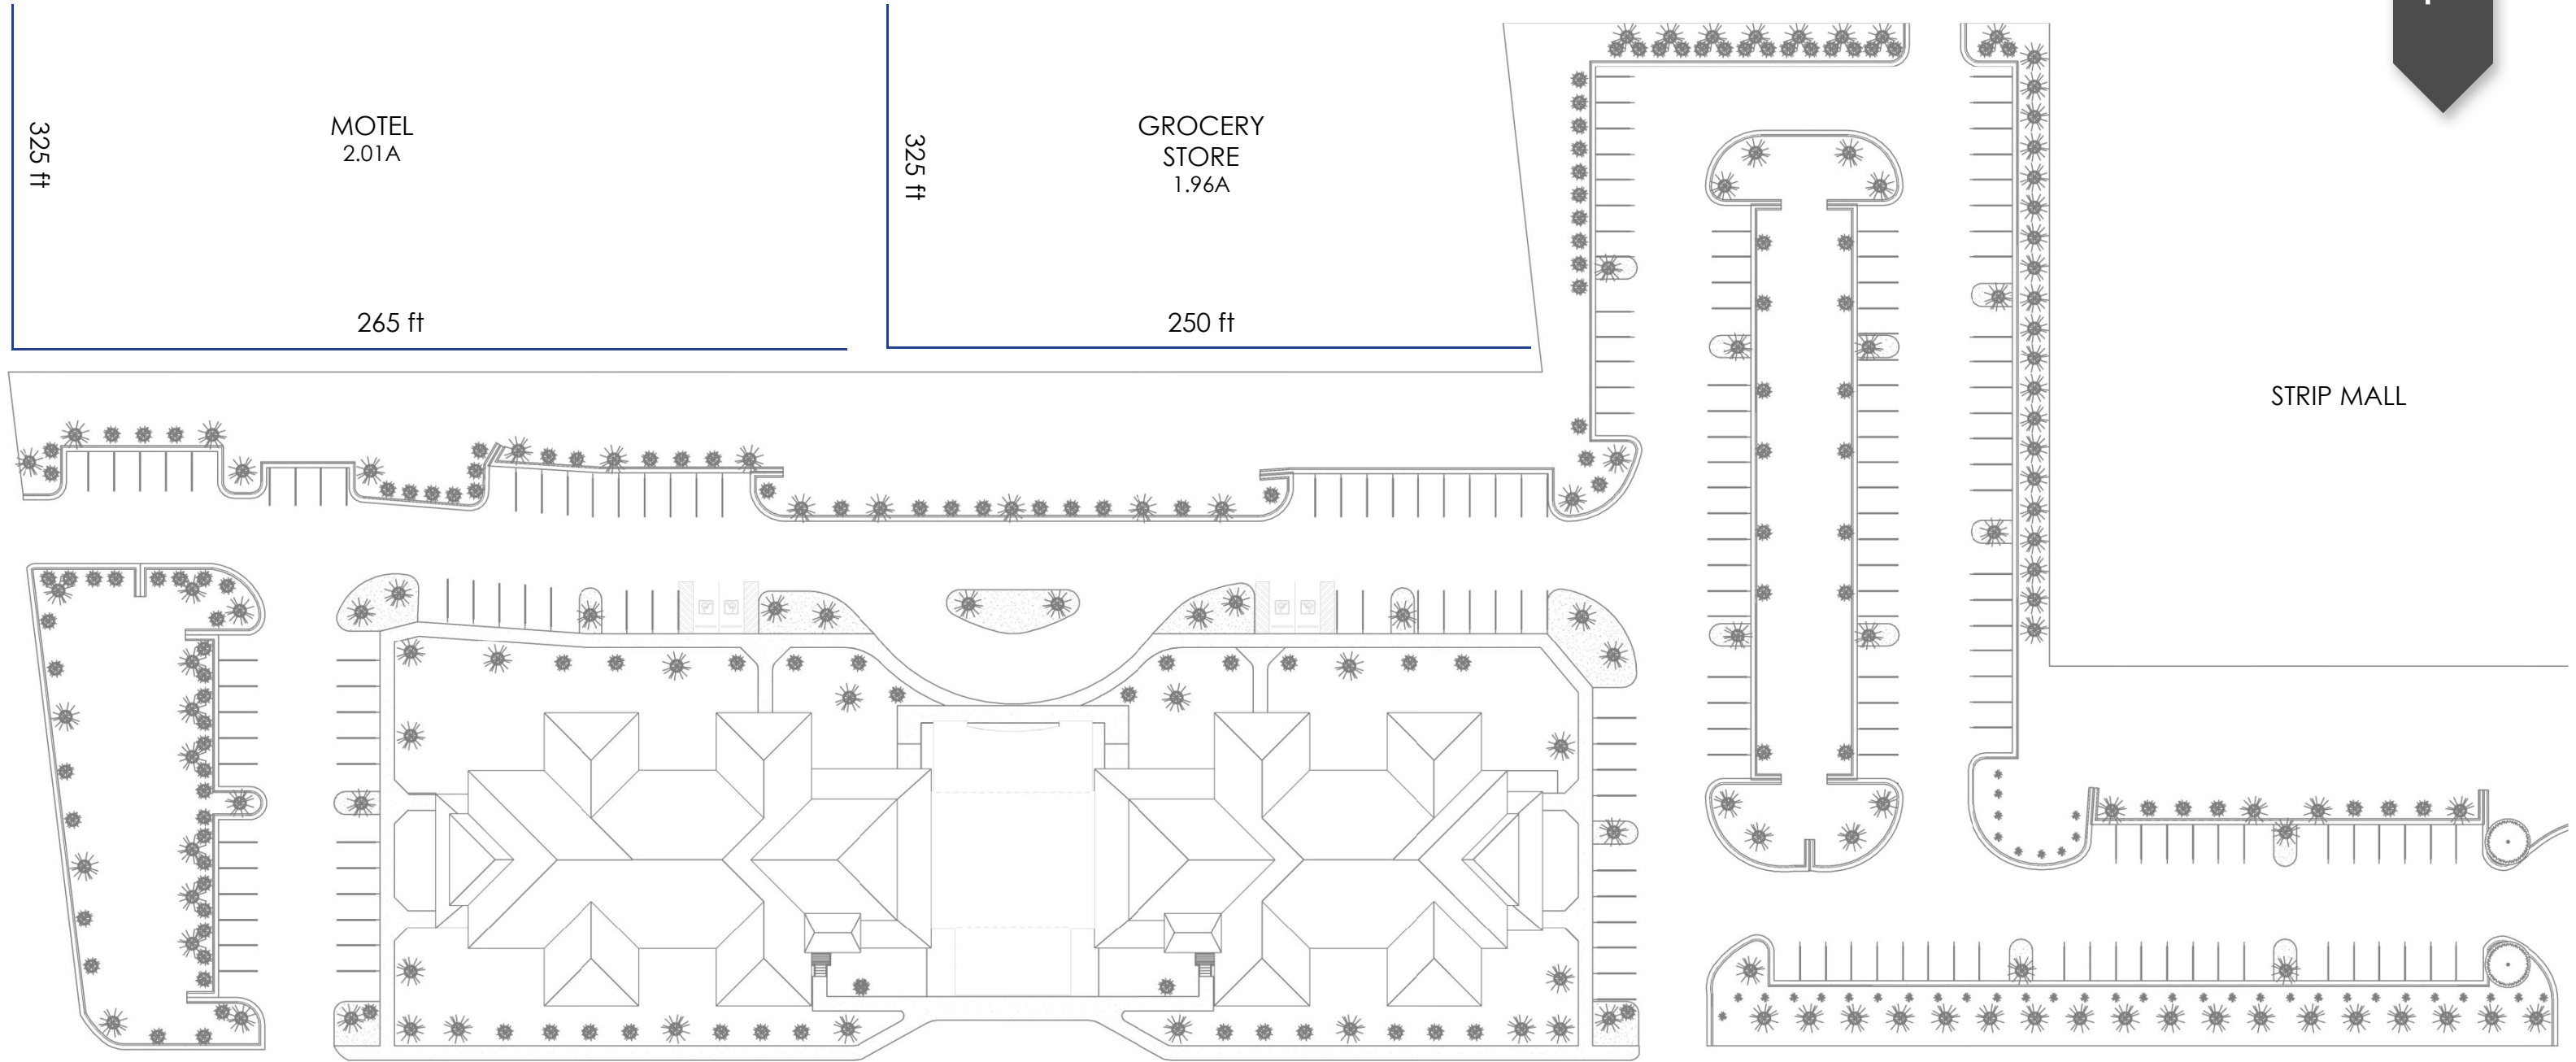 325 ft
MOTEL
2.01A
265 ft
325 ft
GROCERY
STORE
1.96A
250 ft
STRIP MALL